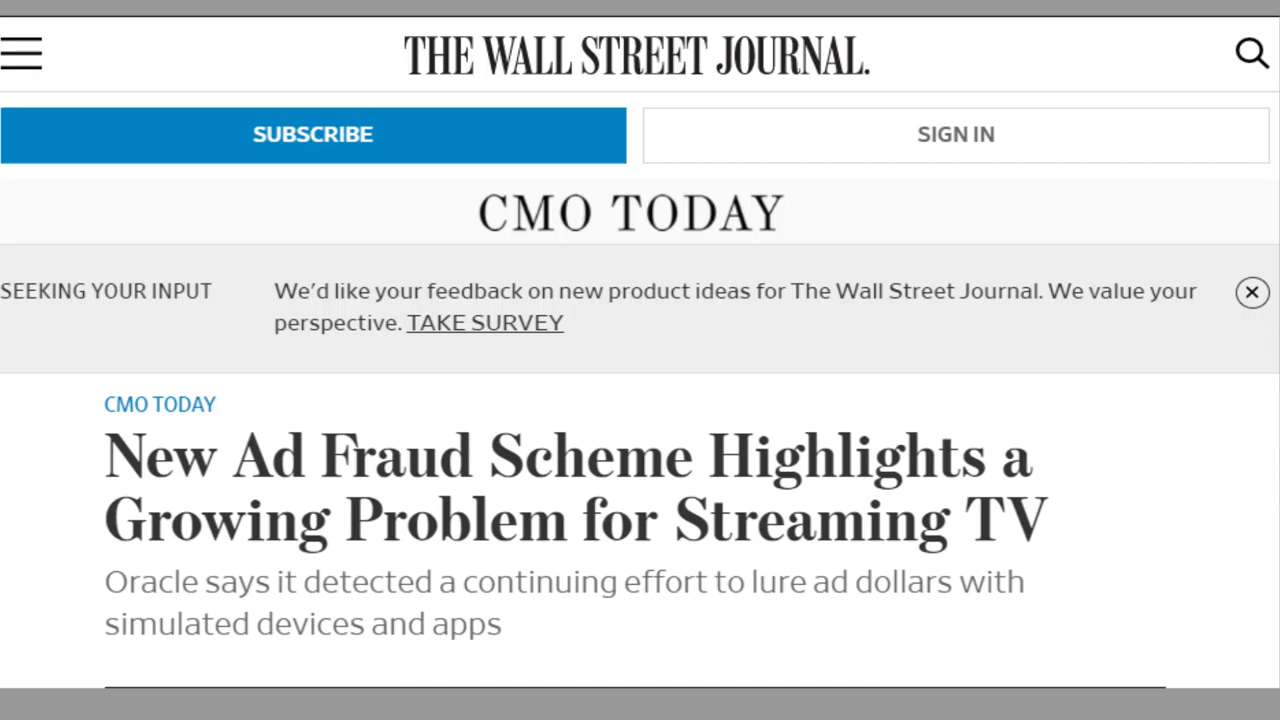 THE WALL STREET JOURNAL.
SUBSCRIBE
SIGN IN
CMO TODAY
SEEKING YOUR INPUT
We'd like your feedback on new product ideas for The Wall Street Journal. We value your
perspective. TAKE SURVEY
CMO TODAY
New Ad Fraud Scheme Highlights a
Growing Problem for Streaming TV
Oracle says it detected a continuing effort to lure ad dollars with
simulated devices and apps